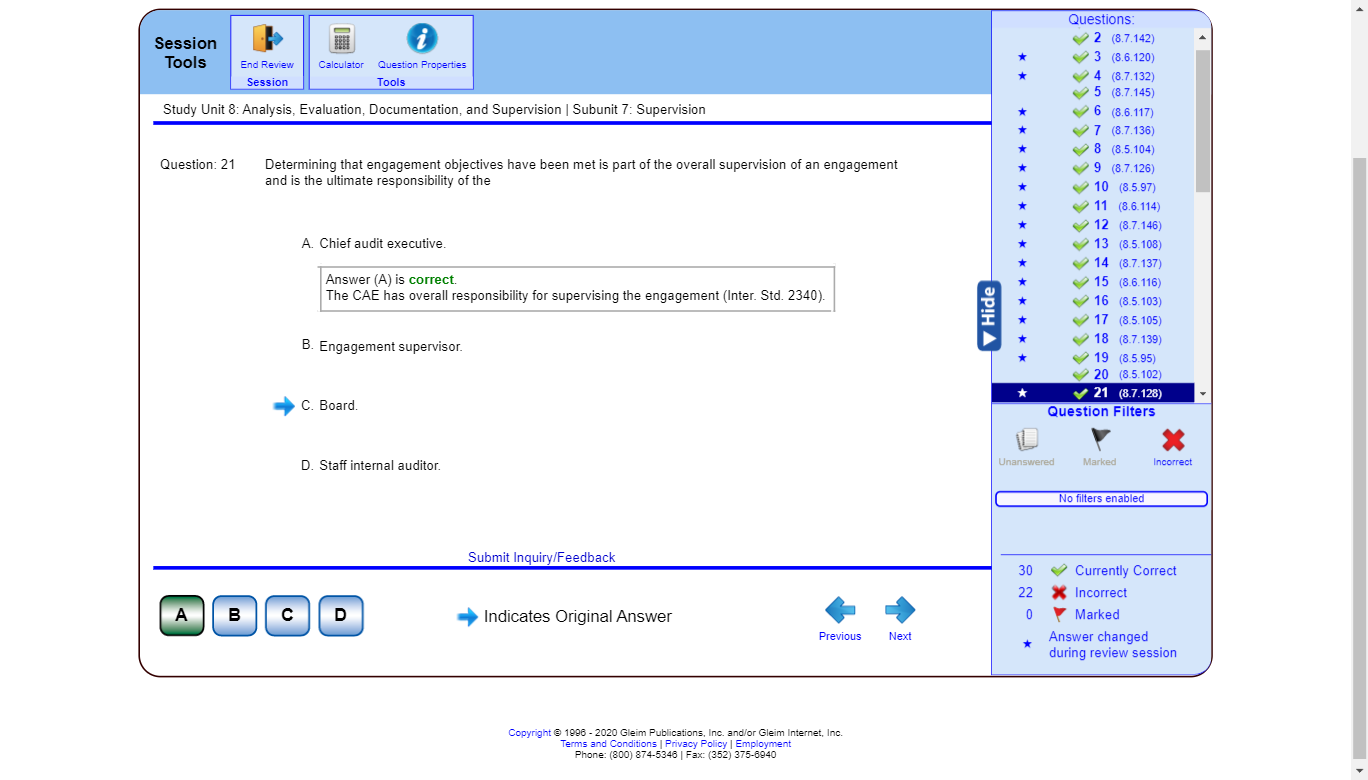 Session
Tools
End Review
Session
Calculator
Question Properties
Tools
Study Unit 8: Analysis, Evaluation, Documentation, and Supervision | Subunit 7: Supervision
Question: 21
Determining that engagement objectives have been met is part of the overall supervision of an engagement
and is the ultimate responsibility of the
A. Chief audit executive.
Answer (A) is correct.
The CAE has overall responsibility for supervising the engagement (Inter. Std. 2340).
B. Engagement supervisor.
C. Board.
D. Staff internal auditor.
Submit Inquiry/Feedback
A B C D
Indicates Original Answer
Previous
Next
Questions:
2 (8.7.142)
3 (8.6.120)
4 (8.7.132)
5 (8.7.145)
6 (8.6.117)
7 (8.7.136)
8 (8.5.104)
9 (8.7.126)
10 (8.5.97)
11 (8.6.114)
12 (8.7.146)
13 (8.5.108)
14 (8.7.137)
15 (8.6.116)
16 (8.5.103)
17 (8.5.105)
18 (8.7.139)
19 (8.5.95)
20 (8.5.102)
21 (8.7.128)
Hide
Question Filters
Unanswered
Marked
Incorrect
No filters enabled
30 Currently Correct
22 Incorrect
0 Marked
Answer changed
during review session
Copyright © 1996 - 2020 Gleim Publications, Inc. and/or Gleim Internet, Inc.
Terms and Conditions | Privacy Policy | Employment
Phone: (800) 874-5346 | Fax: (352) 375-6940